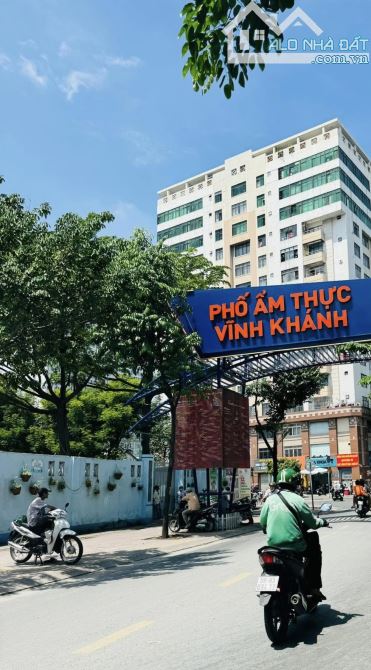 ALO NHÀ ĐẤT
.com.vn
PHỐ ẨM THỰC
VĨNH KHÁNH